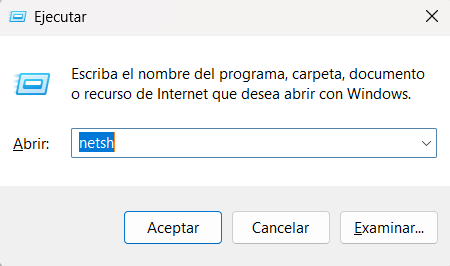 Ejecutar
Escriba el nombre del programa, carpeta, documento
o recurso de Internet que desea abrir con Windows.
Abrir: netsh
Aceptar Cancelar Examinar...